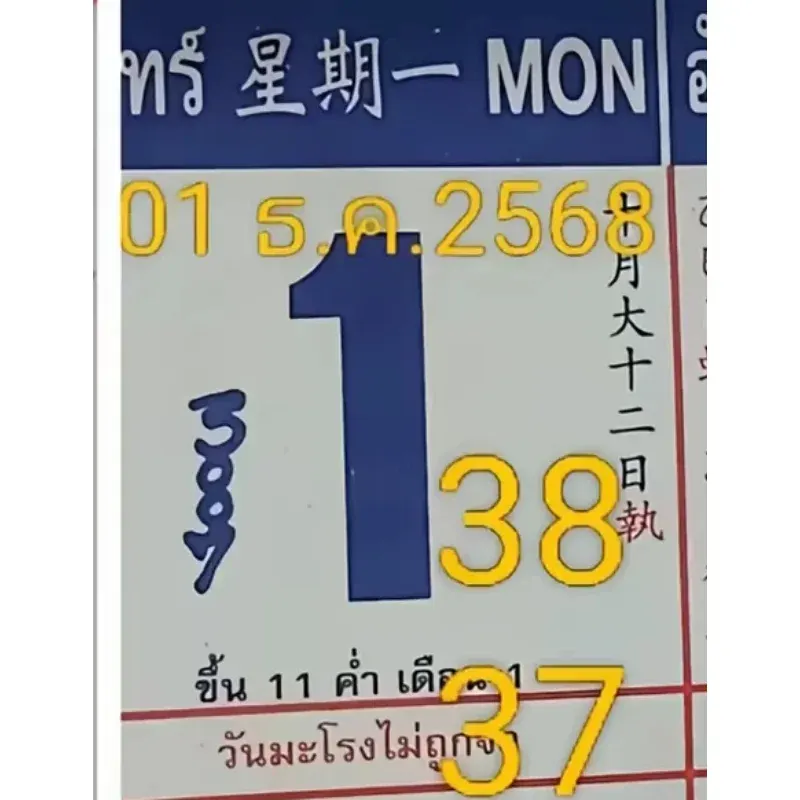 ทร์ 星期一 MON
01 ธ.ค.2568
1
十月大十二日執
38
ขึ้น 11 ค่ำ เดือน 1
37
วันมะโรงไม่ถูก